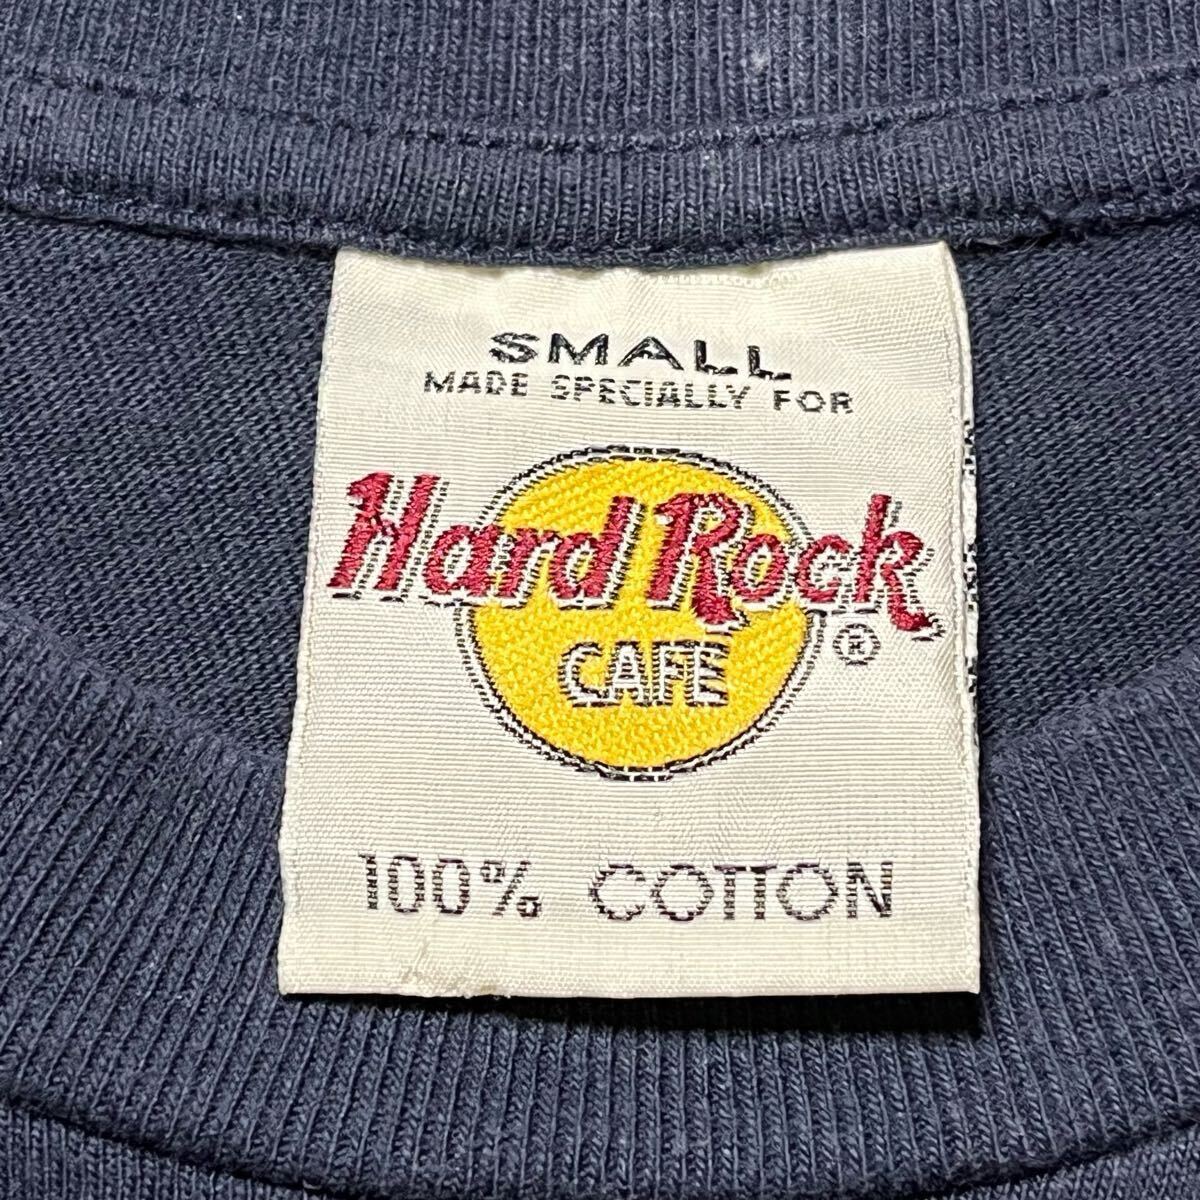 SMALL
MADE SPECIALLY FOR
Hard Rock
CAFE ®
100% COTTON